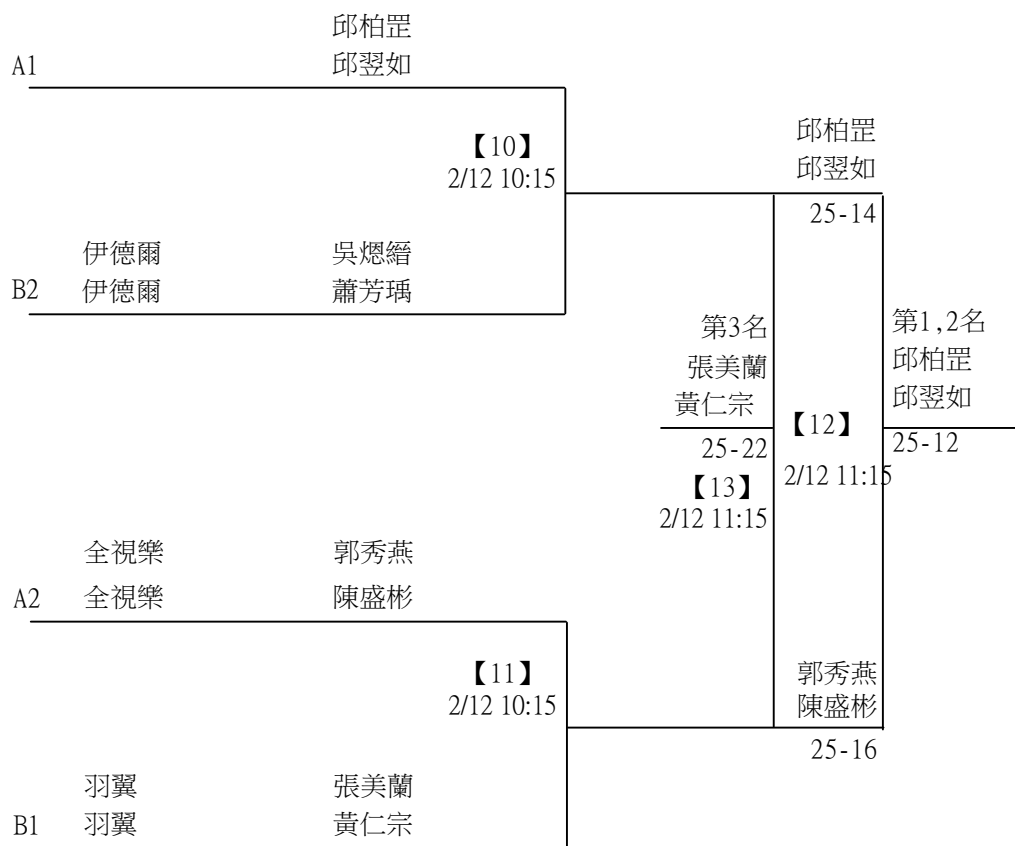 邱柏罡
A1 邱翌如
【10】
2/12 10:15
邱柏罡
邱翌如
25-14
伊德爾 吳熜縉
B2 伊德爾 蕭芳瑀
第3名
張美蘭
黃仁宗
25-22
【13】
2/12 11:15
【12】
2/12 11:15
第1,2名
邱柏罡
邱翌如
25-12
全視樂 郭秀燕
A2 全視樂 陳盛彬
【11】
2/12 10:15
郭秀燕
陳盛彬
25-16
羽翼 張美蘭
B1 羽翼 黃仁宗